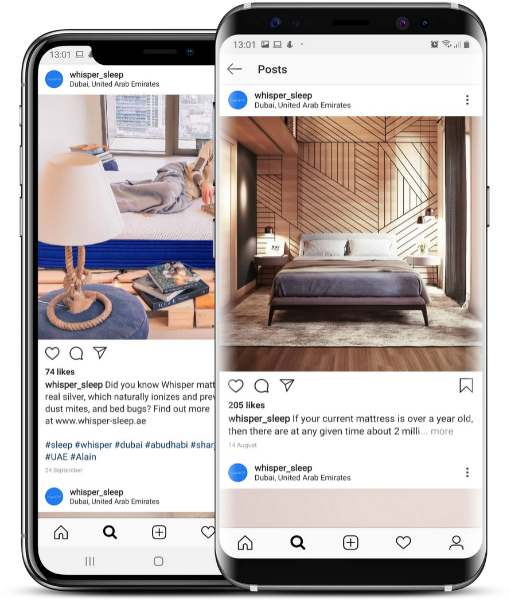 13:01
whisper_sleep
Dubai, United Arab Emirates
74 likes
whisper_sleep Did you know Whisper matt
real silver, which naturally ionizes and prev
dust mites, and bed bugs? Find out more
at www.whisper-sleep.ae
#sleep #whisper #dubai #abudhabi #sharj
#UAE #Alain
24 September
whisper_sleep
Dubai, United Arab Emirates
13:01
Posts
whisper_sleep
Dubai, United Arab Emirates
205 likes
whisper_sleep If your current mattress is over a year old,
then there are at any given time about 2 milli... more
14 August
whisper_sleep
Dubai, United Arab Emirates